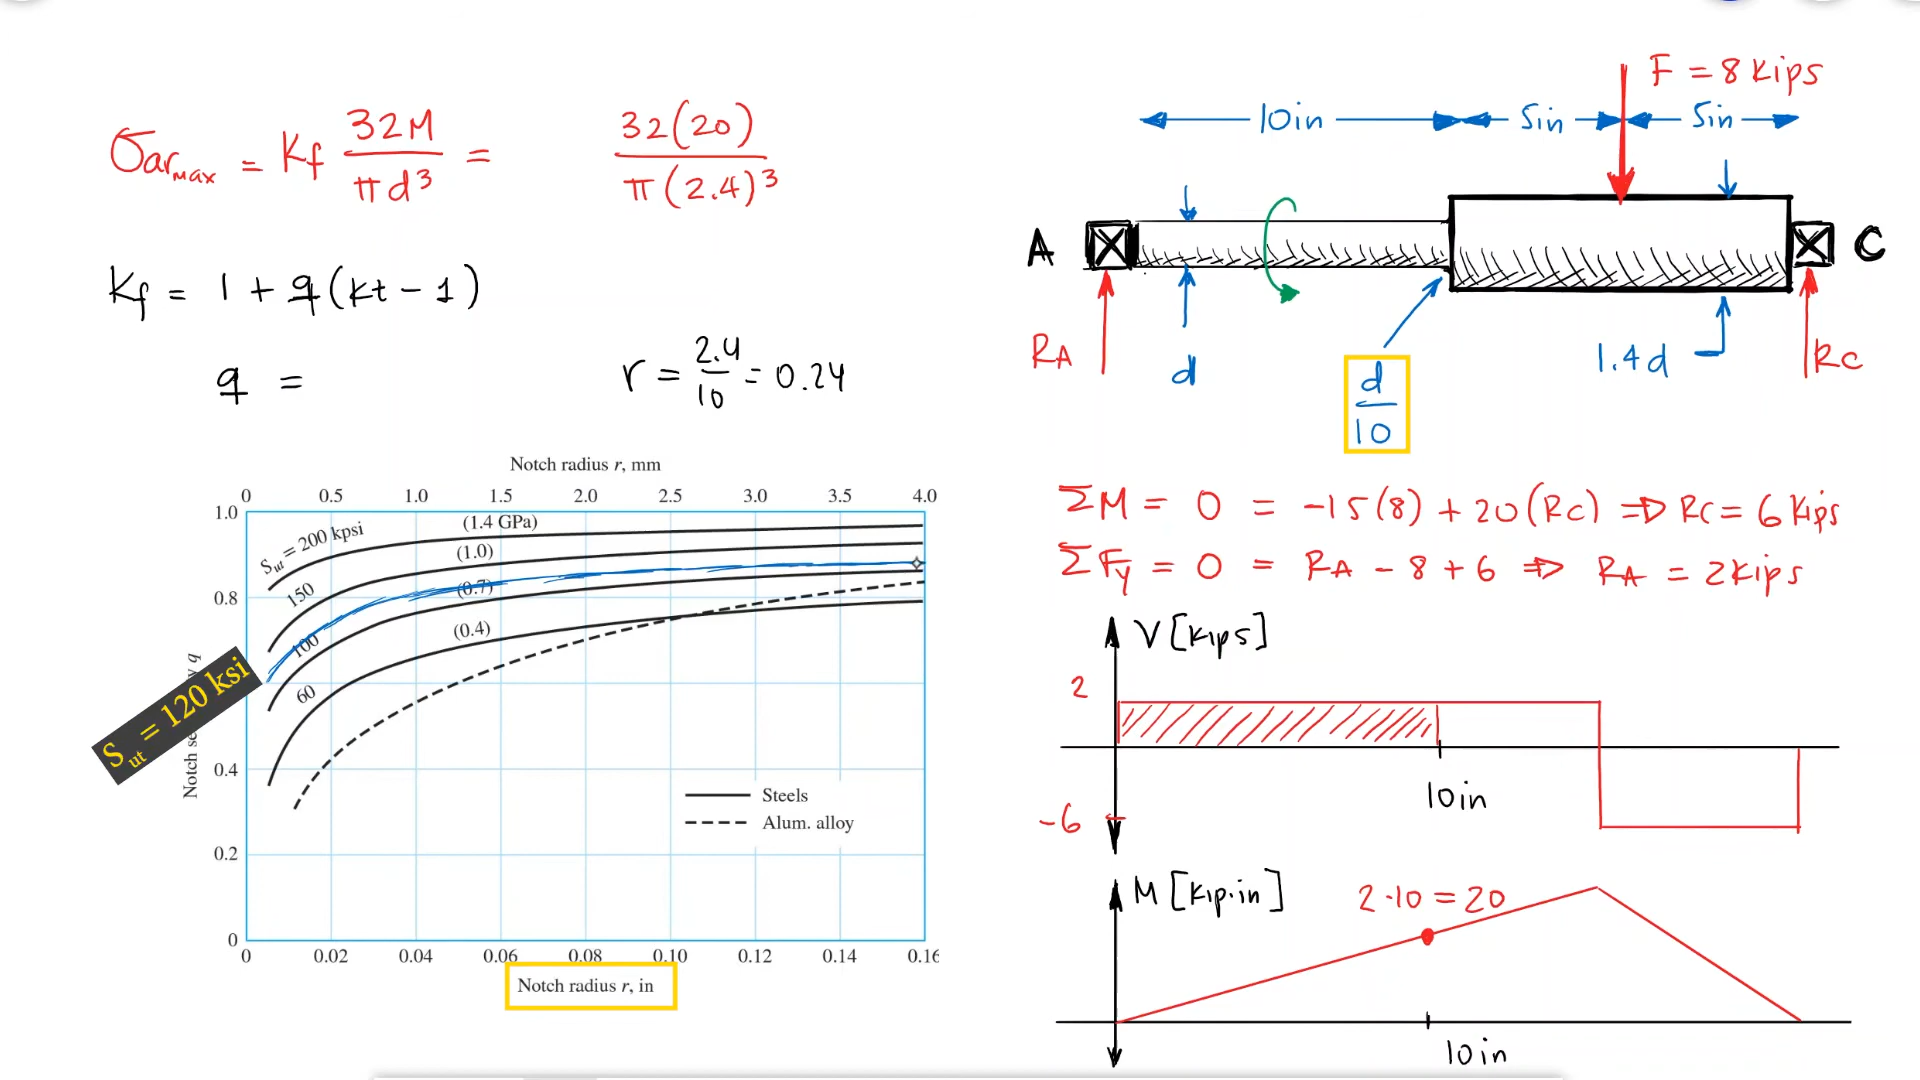 σar max = Kf 32M / πd³ = 32(20) / π(2.4)³
Kf = 1 + q(kt - 1)
q =
r = 2.4 / 10 = 0.24
Notch radius r, mm
0 0.5 1.0 1.5 2.0 2.5 3.0 3.5 4.0
1.0
0.8
0.4
0.2
0
Sut = 200 kpsi
(1.4 GPa)
150
(1.0)
100
(0.7)
60
(0.4)
Sut = 120 ksi
Steels
Alum. alloy
0 0.02 0.04 0.06 0.08 0.10 0.12 0.14 0.16
Notch radius r, in
F = 8 kips
10in
5in
5in
A
C
RA
d
d / 10
1.4d
RC
ΣM = 0 = -15(8) + 20(RC) ⇒ RC = 6 kips
ΣFy = 0 = RA - 8 + 6 ⇒ RA = 2kips
V [kips]
2
10in
-6
M [kip·in]
2·10 = 20
10in